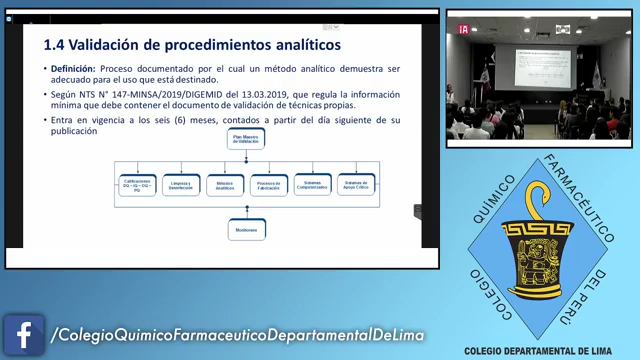 1.4 Validación de procedimientos analíticos
• Definición: Proceso documentado por el cual un método analítico demuestra ser
adecuado para el uso que está destinado.
• Según NTS N° 147-MINSA/2019/DIGEMID del 13.03.2019, que regula la información
mínima que debe contener el documento de validación de técnicas propias.
• Entra en vigencia a los seis (6) meses, contados a partir del día siguiente de su
publicación
Plan Maestro
de Validación
Calificaciones
DQ – IQ – OQ –
PQ
Limpieza y
Sanitización
Métodos
Analíticos
Procesos de
Fabricación
Sistemas
Computarizados
Sistemas de
Apoyo Crítico
Monitoreos
IA
COLEGIO
QUÍMICO
FARMACÉUTICO
DEL PERÚ
COLEGIO DEPARTAMENTAL DE LIMA
f
/ColegioQuimicoFarmaceuticoDepartamentalDeLima